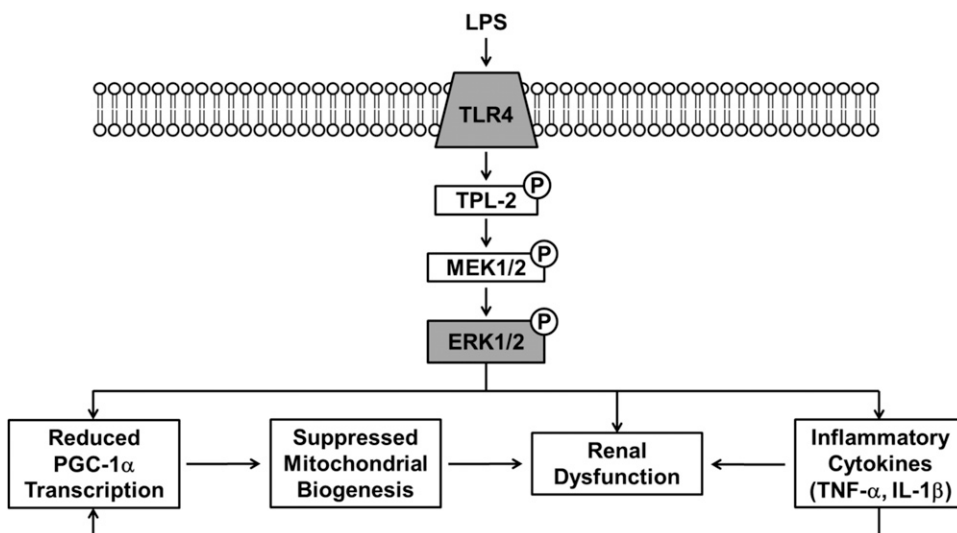 LPS
TLR4
P
TPL-2
P
MEK1/2
P
ERK1/2
Reduced
PGC-1α
Transcription
Suppressed
Mitochondrial
Biogenesis
Renal
Dysfunction
Inflammatory
Cytokines
(TNF-α, IL-1β)